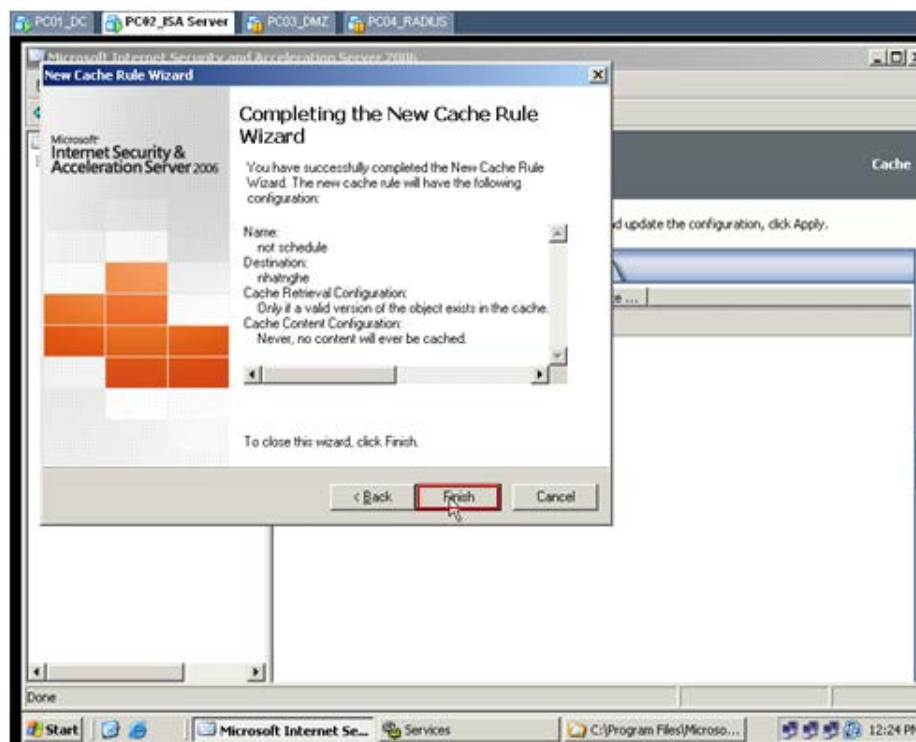 PC01_DC PC02_ISA Server PC03_DMZ PC04_RADIUS
Microsoft Internet Security and Acceleration Server 2006
New Cache Rule Wizard
Completing the New Cache Rule
Wizard
Microsoft
Internet Security &
Acceleration Server 2006
You have successfully completed the New Cache Rule
Wizard. The new cache rule will have the following
configuration:
Name:
not schedule
Destination:
nhatnghe
Cache Retrieval Configuration:
Only if a valid version of the object exists in the cache.
Cache Content Configuration:
Never, no content will ever be cached.
To close this wizard, click Finish.
< Back Finish Cancel
Cache
d update the configuration, click Apply.
e ...
Done
Start Microsoft Internet Se... Services C:\Program Files\Microso... 12:24 PM